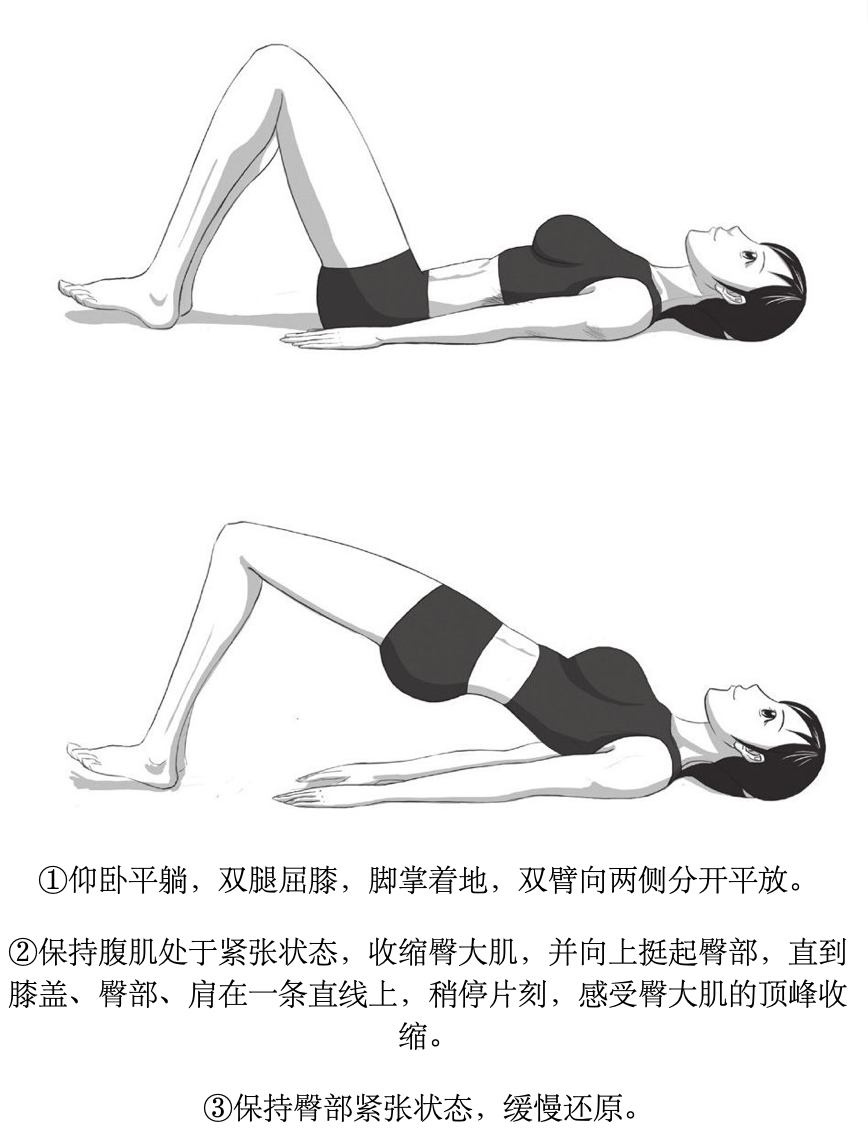 ①仰卧平躺，双腿屈膝，脚掌着地，双臂向两侧分开平放。
②保持腹肌处于紧张状态，收缩臀大肌，并向上挺起臀部，直到
膝盖、臀部、肩在一条直线上，稍停片刻，感受臀大肌的顶峰收
缩。
③保持臀部紧张状态，缓慢还原。